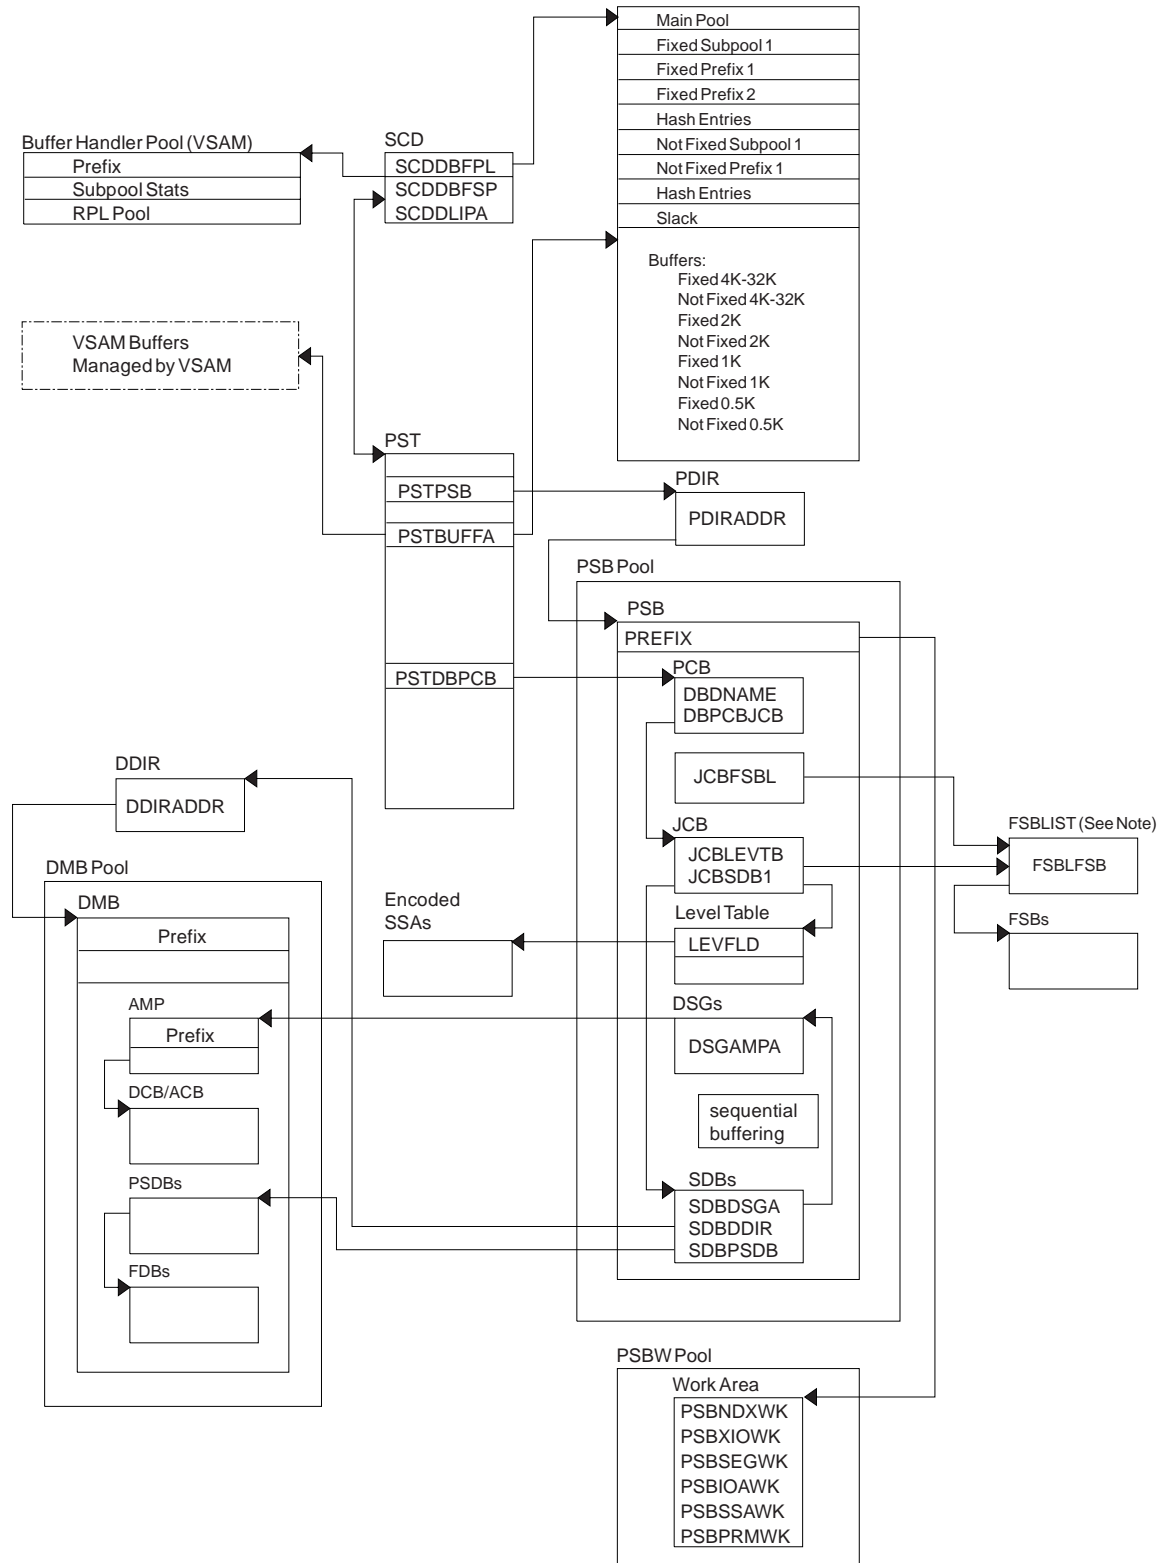 Main Pool
Fixed Subpool 1
Fixed Prefix 1
Fixed Prefix 2
Hash Entries
Not Fixed Subpool 1
Not Fixed Prefix 1
Hash Entries
Slack
Buffers:
Fixed 4K-32K
Not Fixed 4K-32K
Fixed 2K
Not Fixed 2K
Fixed 1K
Not Fixed 1K
Fixed 0.5K
Not Fixed 0.5K
Buffer Handler Pool (VSAM)
Prefix
Subpool Stats
RPL Pool
SCD
SCDDBFPL
SCDDBFSP
SCDDLIPA
VSAM Buffers
Managed by VSAM
PST
PSTPSB
PSTBUFFA
PSTDBPCB
PDIR
PDIRADDR
PSB Pool
PSB
PREFIX
PCB
DBDNAME
DBPCBJCB
JCBFSBL
JCB
JCBLEVTB
JCBSDB1
Level Table
LEVFLD
DSGs
DSGAMPA
sequential
buffering
SDBs
SDBDSGA
SDBDDIR
SDBPSDB
FSBLIST (See Note)
FSBLFSB
FSBs
Encoded
SSAs
DDIR
DDIRADDR
DMB Pool
DMB
Prefix
AMP
Prefix
DCB/ACB
PSDBs
FDBs
PSBW Pool
Work Area
PSBNDXWK
PSBXIOWK
PSBSEGWK
PSBIOAWK
PSBSSAWK
PSBPRMWK